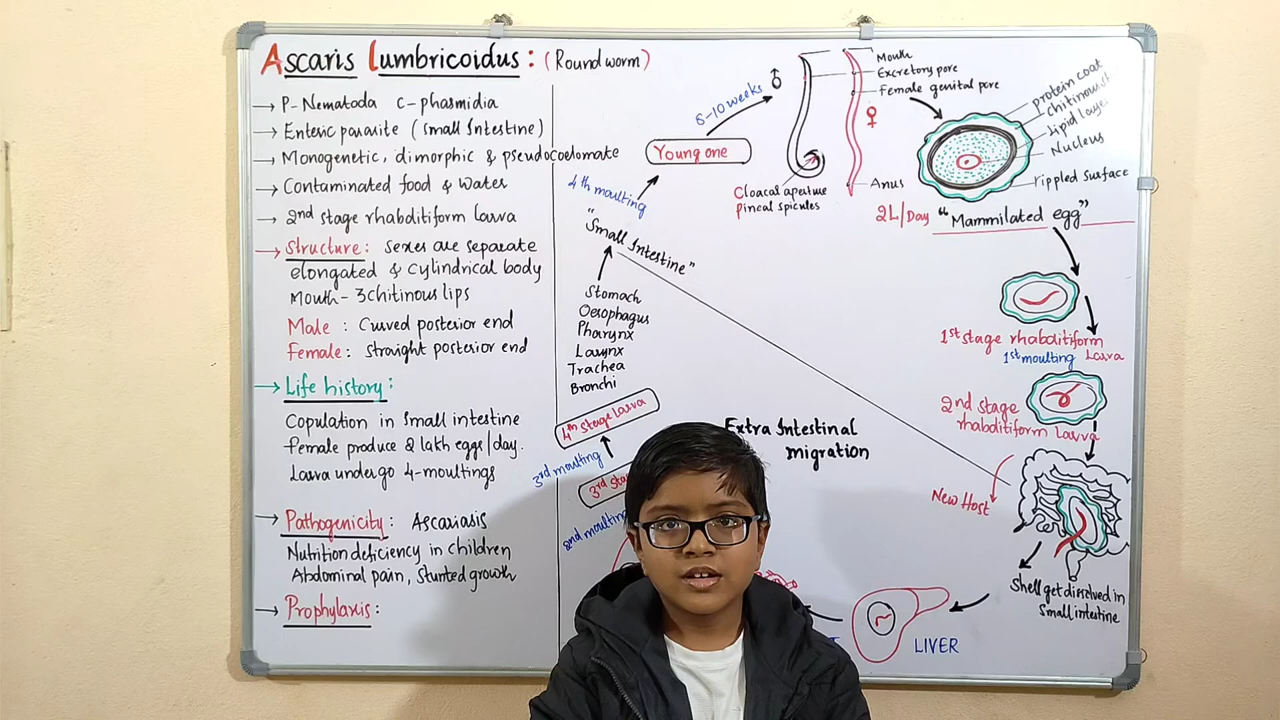 Ascaris Lumbricoidus: (Roundworm)
→ P-Nematoda C-phasmidia
→ Enteric parasite (Small Intestine)
→ Monogenetic, dimorphic & pseudocoelomate
→ Contaminated food & Water
→ 2nd stage rhabditiform larva
→ Structure: Sexes are separate
elongated & Cylindrical body
Mouth - 3chitinous lips
Male : Curved posterior end
Female: Straight posterior end
→ Life history:
Copulation in Small intestine
Female produce 2 lakh eggs/day.
Larva undergo 4-moultings
→ Pathogenicity: Ascariasis
Nutrition deficiency in children
Abdominal pain, Stunted growth
→ Prophylaxis:
♂
Mouth
Excretory pore
Female genital pore
♀
Anus
Cloacal aperture
Pineal spicules
protein coat
Lipid layer
Nucleus
rippled surface
2L/Day "Mammilated egg"
1st stage rhabditiform
Larva
1st moulting
2nd stage
rhabditiform Larva
New Host
Shell get dissolved in
Small intestine
LIVER
Extra Intestinal
migration
2nd moulting
3rd sta
3rd moulting
4th stage Larva
Bronchi
Trachea
Larynx
Pharynx
Oesophagus
Stomach
"Small Intestine"
4th moulting
Young one
8-10 weeks